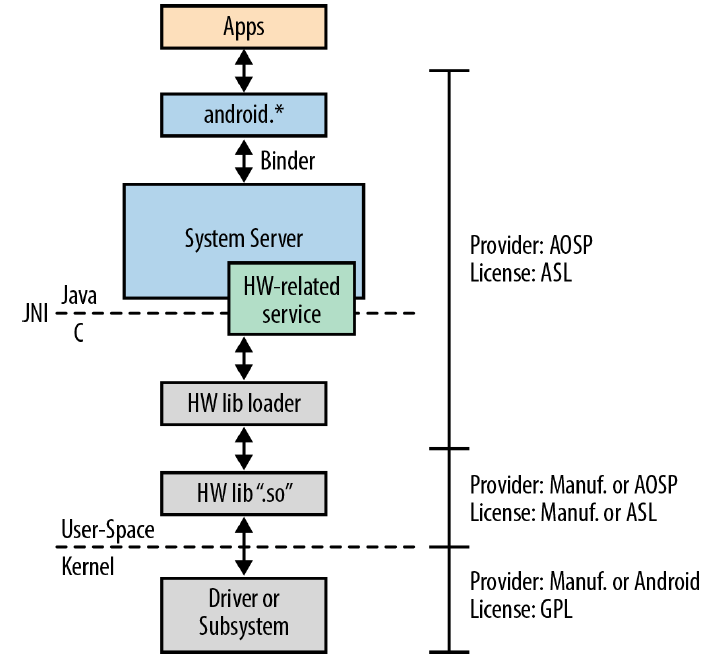 Apps
android.*
Binder
System Server
Provider: AOSP
License: ASL
HW-related
service
Java
JNI
C
HW lib loader
HW lib “.so”
Provider: Manuf. or AOSP
License: Manuf. or ASL
User-Space
Kernel
Driver or
Subsystem
Provider: Manuf. or Android
License: GPL